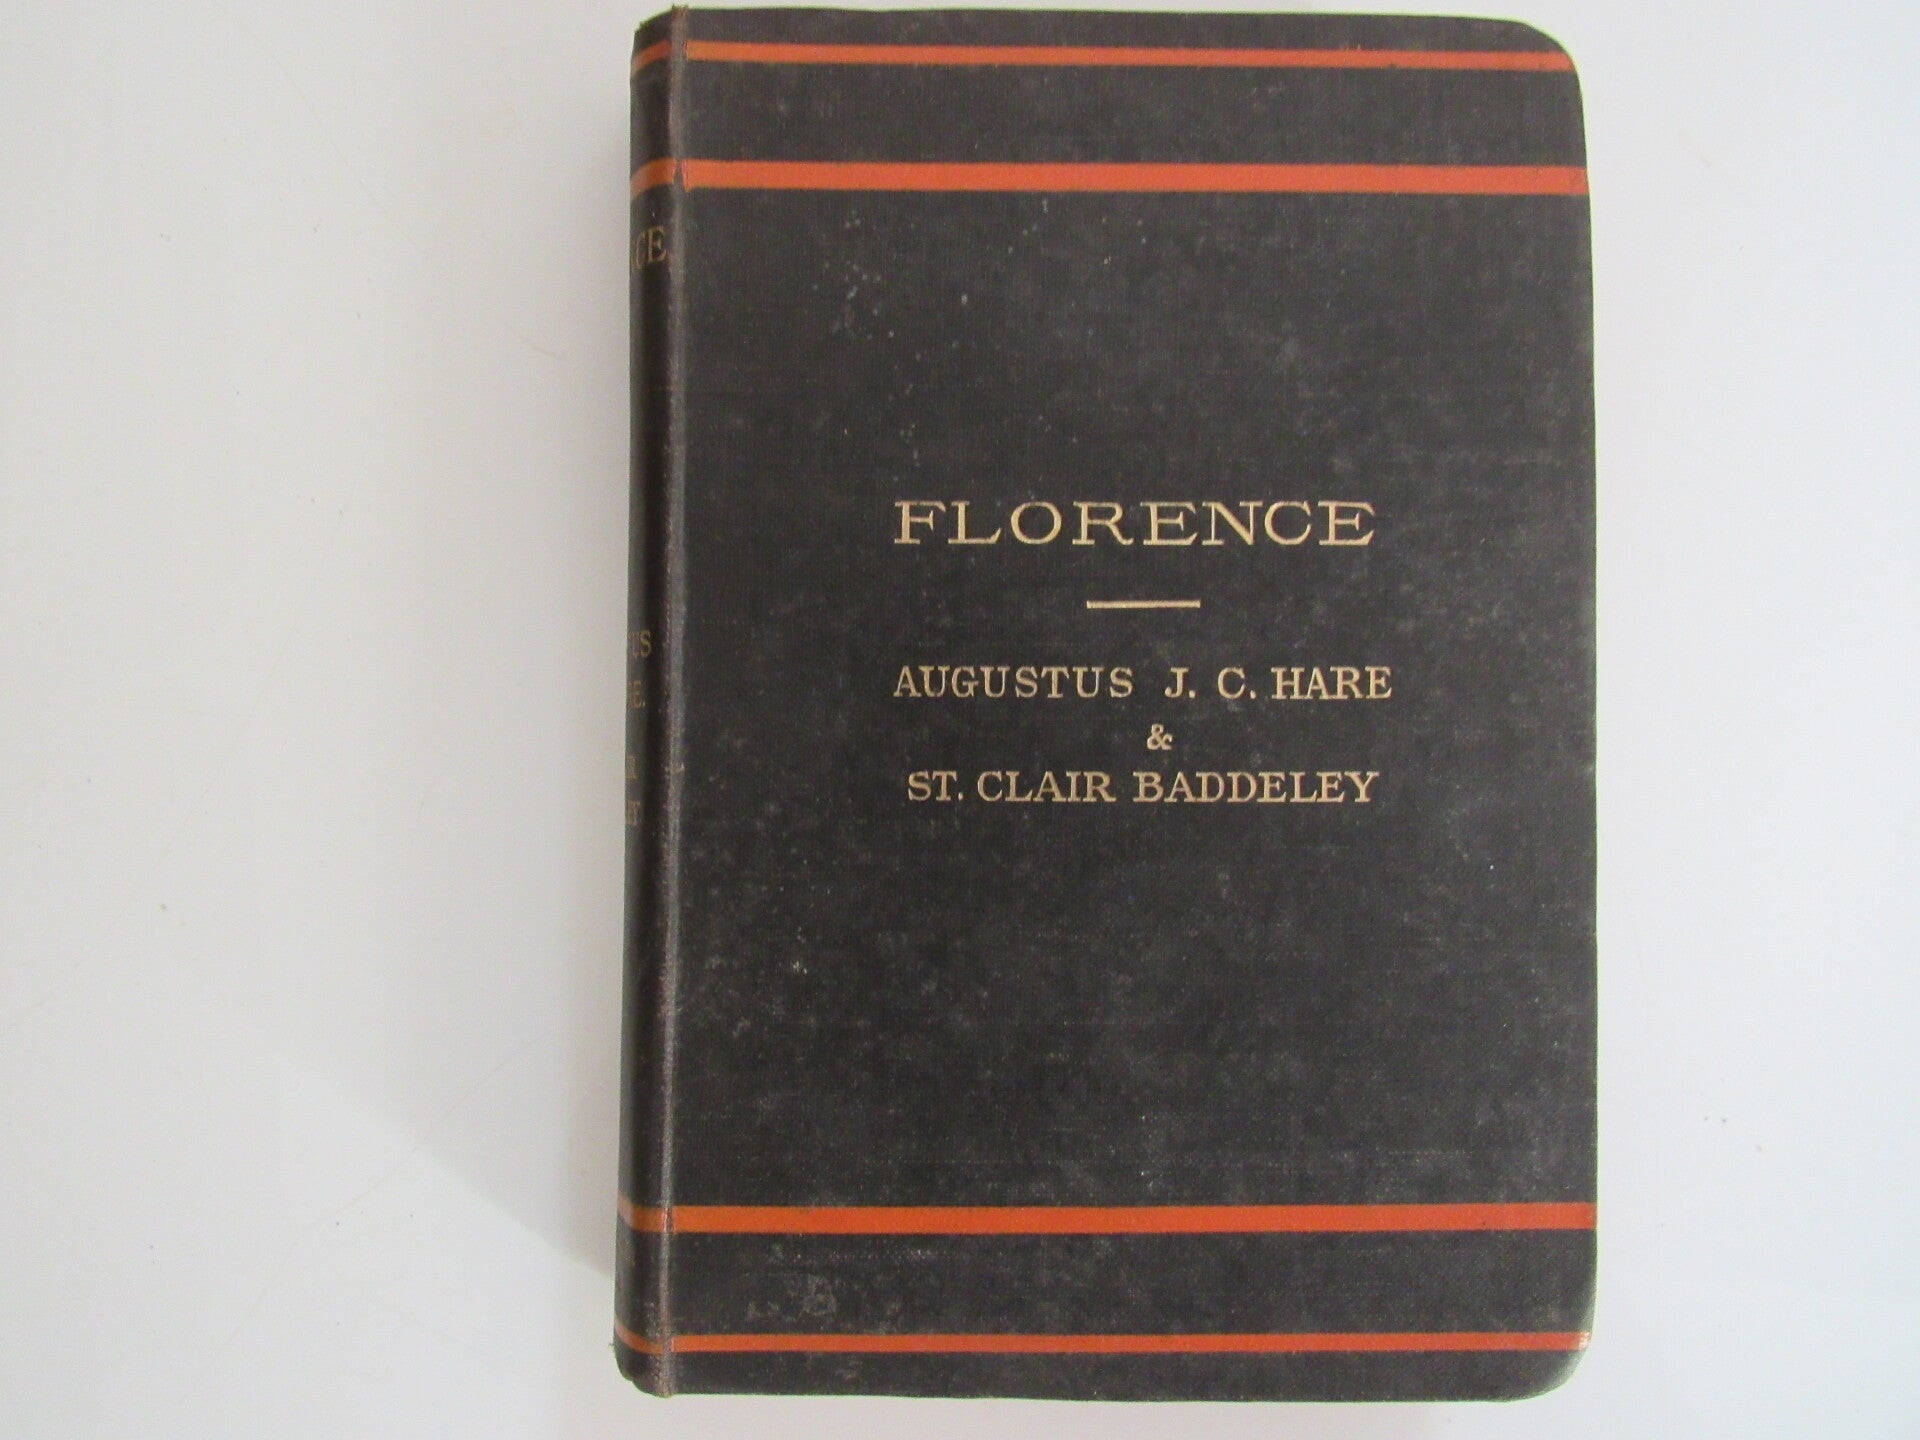 FLORENCE
AUGUSTUS J. C. HARE
&
ST. CLAIR BADDELEY